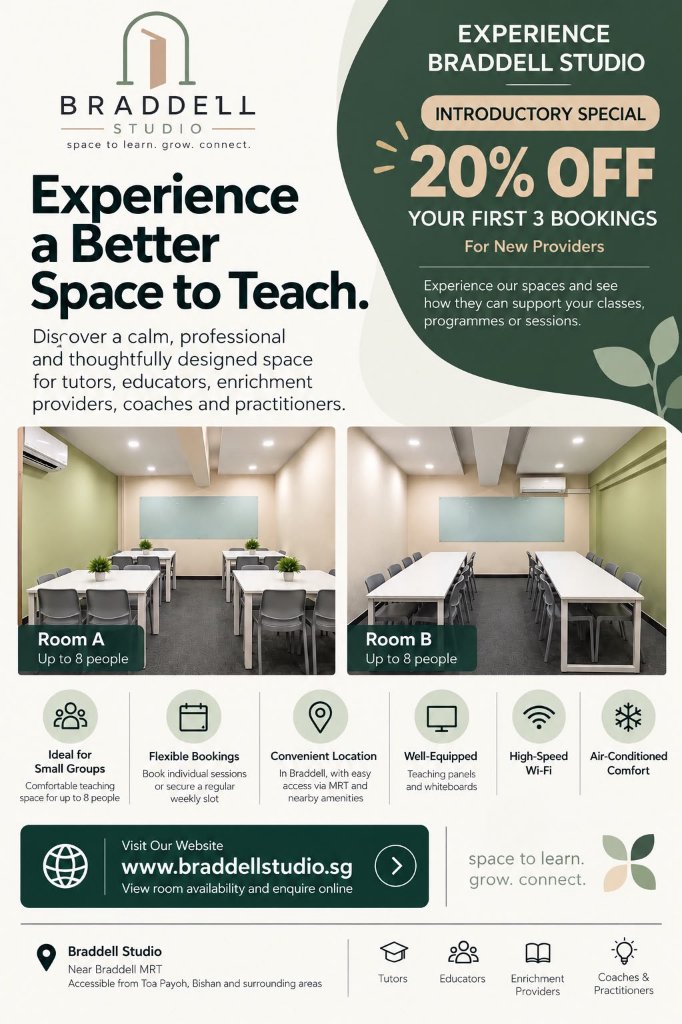 BRADDELL
STUDIO
space to learn. grow. connect.
Experience
a Better
Space to Teach.
Discover a calm, professional
and thoughtfully designed space
for tutors, educators, enrichment
providers, coaches and practitioners.
EXPERIENCE
BRADDELL STUDIO
INTRODUCTORY SPECIAL
20% OFF
YOUR FIRST 3 BOOKINGS
For New Providers
Experience our spaces and see
how they can support your classes,
programmes or sessions.
Room A
Up to 8 people
Room B
Up to 8 people
Ideal for
Small Groups
Comfortable teaching
space for up to 8 people
Flexible Bookings
Book individual sessions
or secure a regular
weekly slot
Convenient Location
In Braddell, with easy
access via MRT and
nearby amenities
Well-Equipped
Teaching panels
and whiteboards
High-Speed
Wi-Fi
Air-Conditioned
Comfort
Visit Our Website
www.braddellstudio.sg
View room availability and enquire online
space to learn.
grow. connect.
Braddell Studio
Near Braddell MRT
Accessible from Toa Payoh, Bishan and surrounding areas
Tutors
Educators
Enrichment
Providers
Coaches &
Practitioners